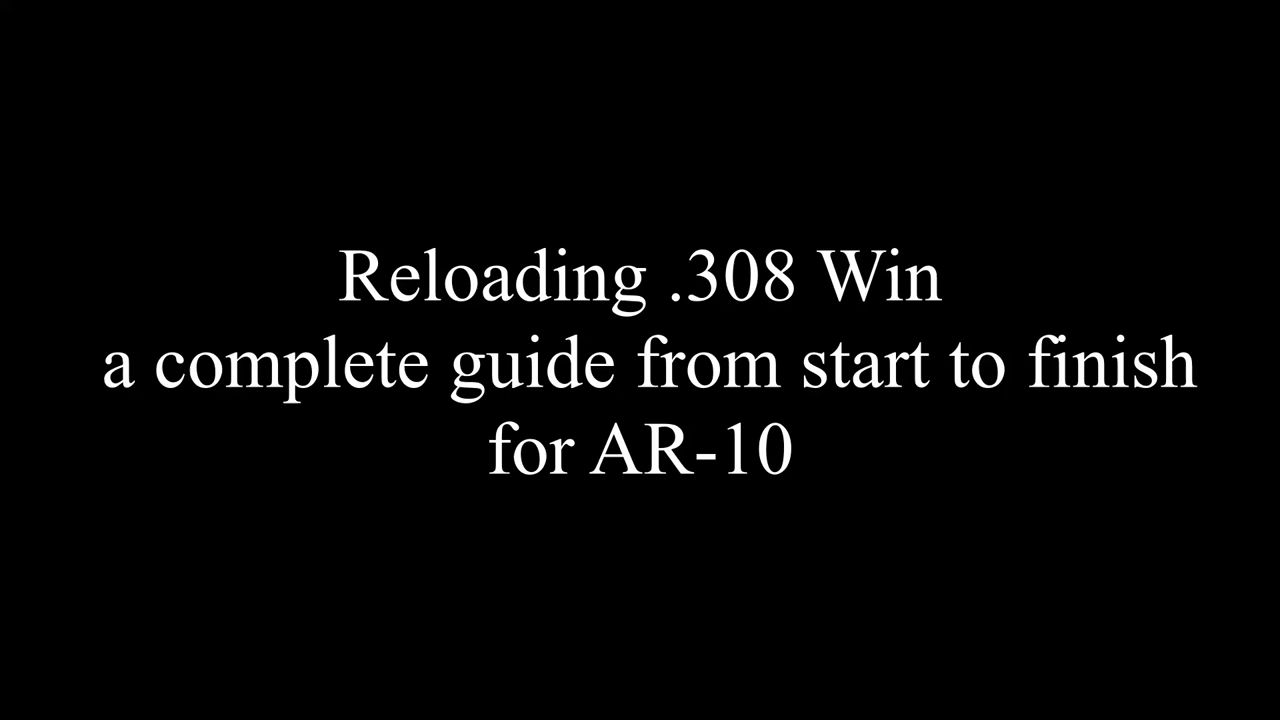 Reloading .308 Win
a complete guide from start to finish
for AR-10